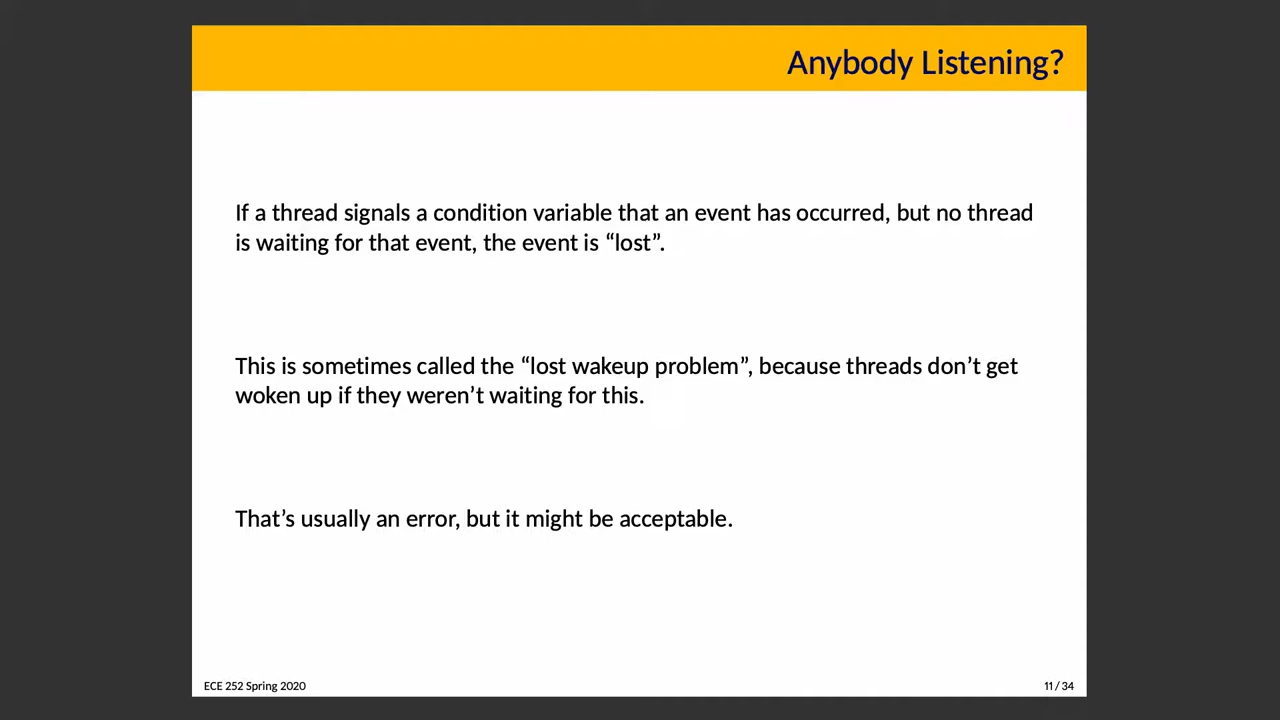 Anybody Listening?
If a thread signals a condition variable that an event has occurred, but no thread
is waiting for that event, the event is “lost”.
This is sometimes called the “lost wakeup problem”, because threads don’t get
woken up if they weren’t waiting for this.
That’s usually an error, but it might be acceptable.
ECE 252 Spring 2020
11 / 34